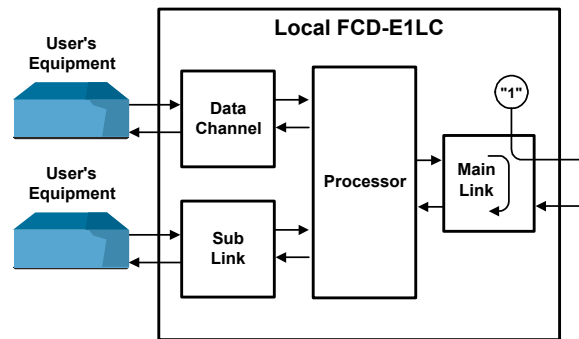 Local FCD-E1LC
User's
Equipment
Data
Channel
"1"
Processor
Main
Link
User's
Equipment
Sub
Link